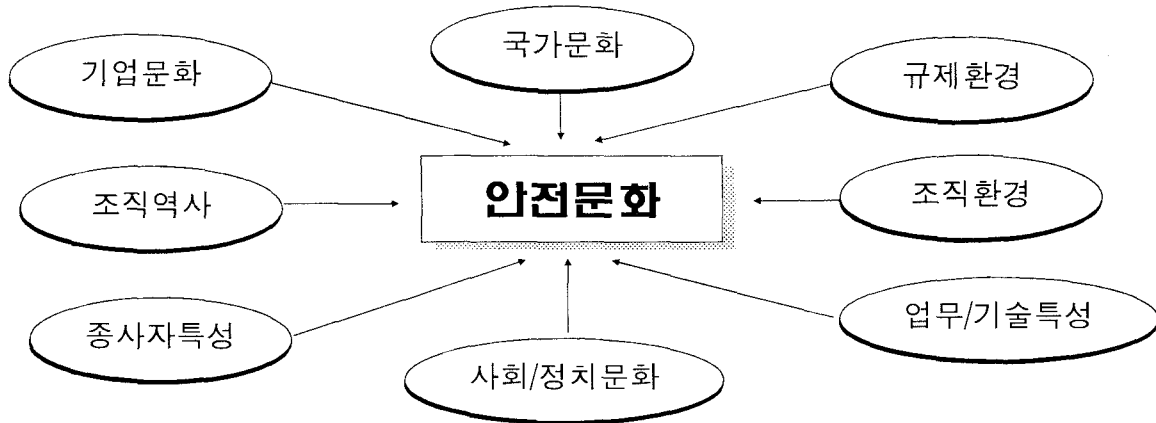 국가문화
기업문화
규제환경
안전문화
조직역사
조직환경
종사자특성
업무/기술특성
사회/정치문화